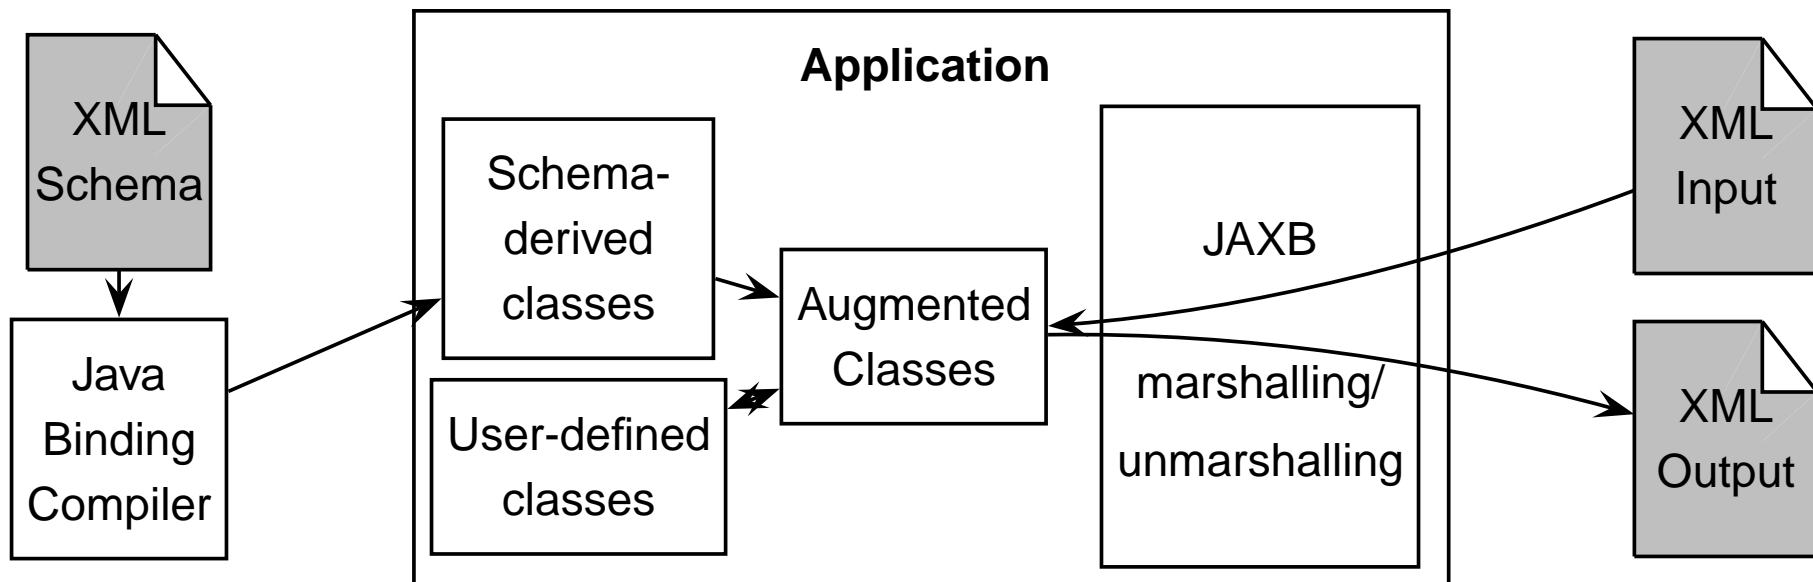 XML
Schema
Java
Binding
Compiler
Application
Schema-
derived
classes
User-defined
classes
Augmented
Classes
JAXB
marshalling/
unmarshalling
XML
Input
XML
Output